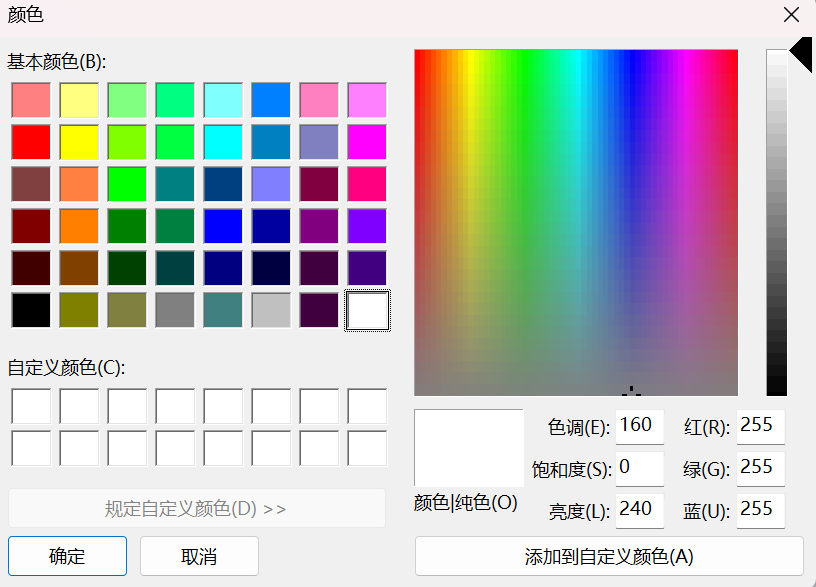 颜色
基本颜色(B):
自定义颜色(C):
规定自定义颜色(D) >>
确定
取消
颜色|纯色(O)
色调(E): 160
红(R): 255
饱和度(S): 0
绿(G): 255
亮度(L): 240
蓝(U): 255
添加到自定义颜色(A)